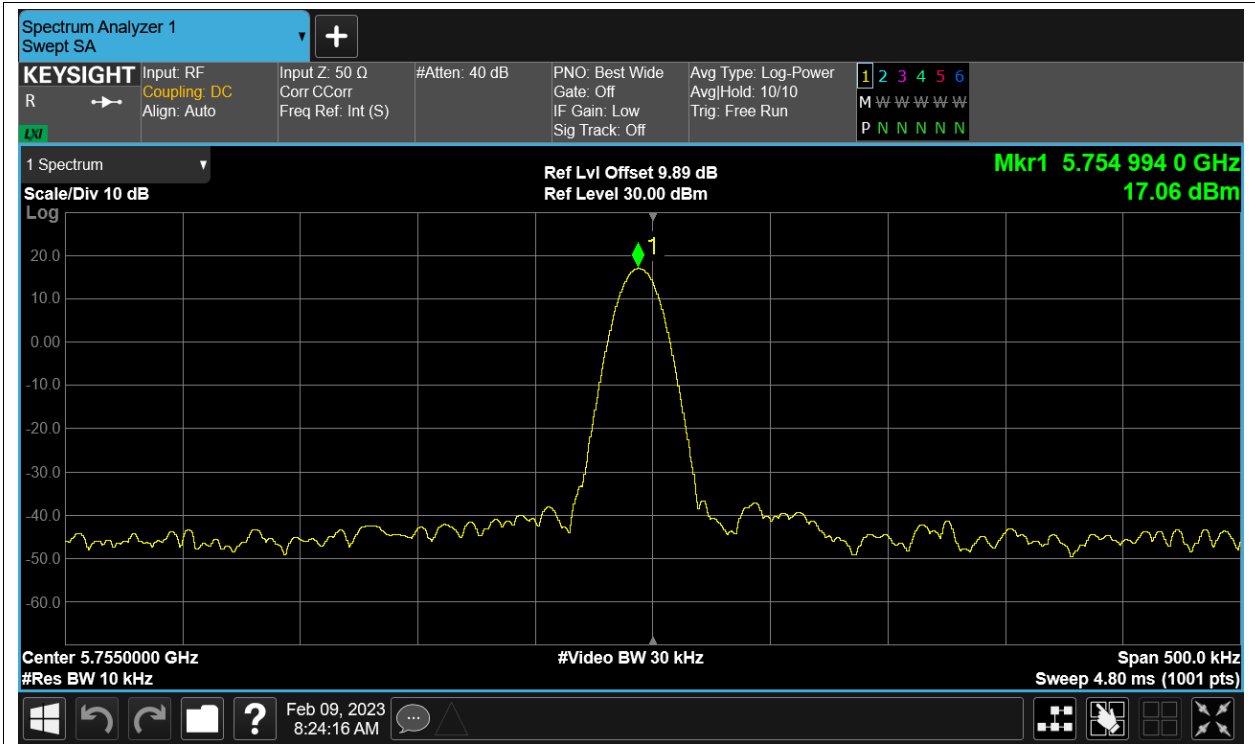 Spectrum Analyzer 1
Swept SA
+
KEYSIGHT Input: RF Input Z: 50 Ω #Atten: 40 dB PNO: Best Wide Avg Type: Log-Power 1 2 3 4 5 6
R Coupling: DC Corr CCorr Gate: Off Avg|Hold: 10/10 M W W W W W W
Align: Auto Freq Ref: Int (S) IF Gain: Low Trig: Free Run
LXI Sig Track: Off P N N N N N
1 Spectrum
Scale/Div 10 dB
Ref Lvl Offset 9.89 dB
Ref Level 30.00 dBm
Mkr1 5.754 994 0 GHz
17.06 dBm
Log
1
20.0
10.0
0.00
-10.0
-20.0
-30.0
-40.0
-50.0
-60.0
Center 5.7550000 GHz #Video BW 30 kHz Span 500.0 kHz
#Res BW 10 kHz Sweep 4.80 ms (1001 pts)
? Feb 09, 2023
8:24:16 AM